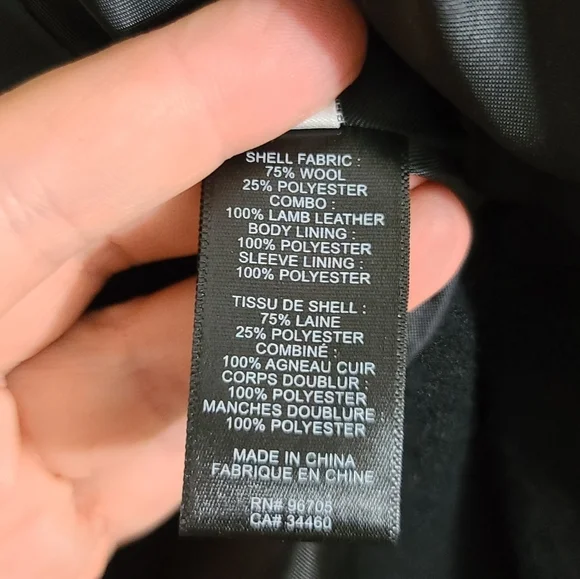 SHELL FABRIC :
75% WOOL
25% POLYESTER
COMBO :
100% LAMB LEATHER
BODY LINING :
100% POLYESTER
SLEEVE LINING :
100% POLYESTER
TISSU DE SHELL :
75% LAINE
25% POLYESTER
COMBINÉ :
100% AGNEAU CUIR
CORPS DOUBLUR :
100% POLYESTER
MANCHES DOUBLURE :
100% POLYESTER
MADE IN CHINA
FABRIQUE EN CHINE
RN# 96705
CA# 34460